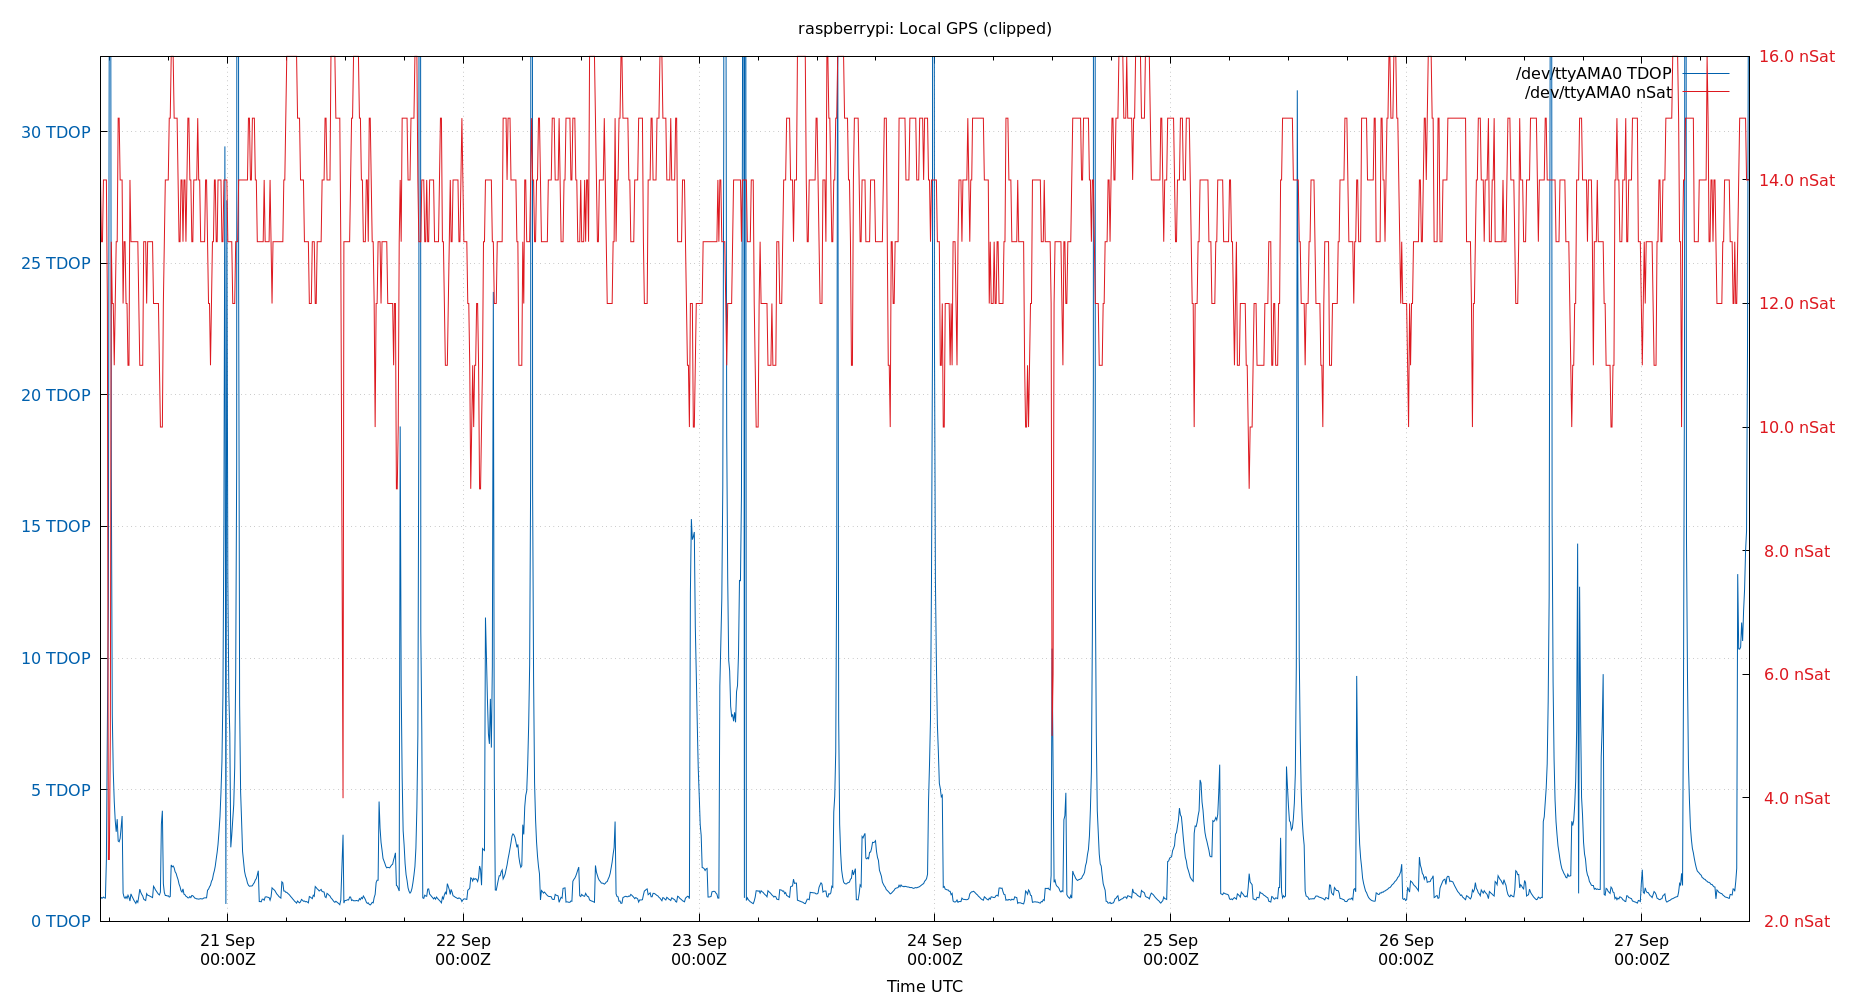 raspberrypi: Local GPS (clipped)
/dev/ttyAMA0 TDOP
/dev/ttyAMA0 nSat
30 TDOP
25 TDOP
20 TDOP
15 TDOP
10 TDOP
5 TDOP
0 TDOP
16.0 nSat
14.0 nSat
12.0 nSat
10.0 nSat
8.0 nSat
6.0 nSat
4.0 nSat
2.0 nSat
21 Sep 22 Sep 23 Sep 24 Sep 25 Sep 26 Sep 27 Sep
00:00Z 00:00Z 00:00Z 00:00Z 00:00Z 00:00Z 00:00Z
Time UTC